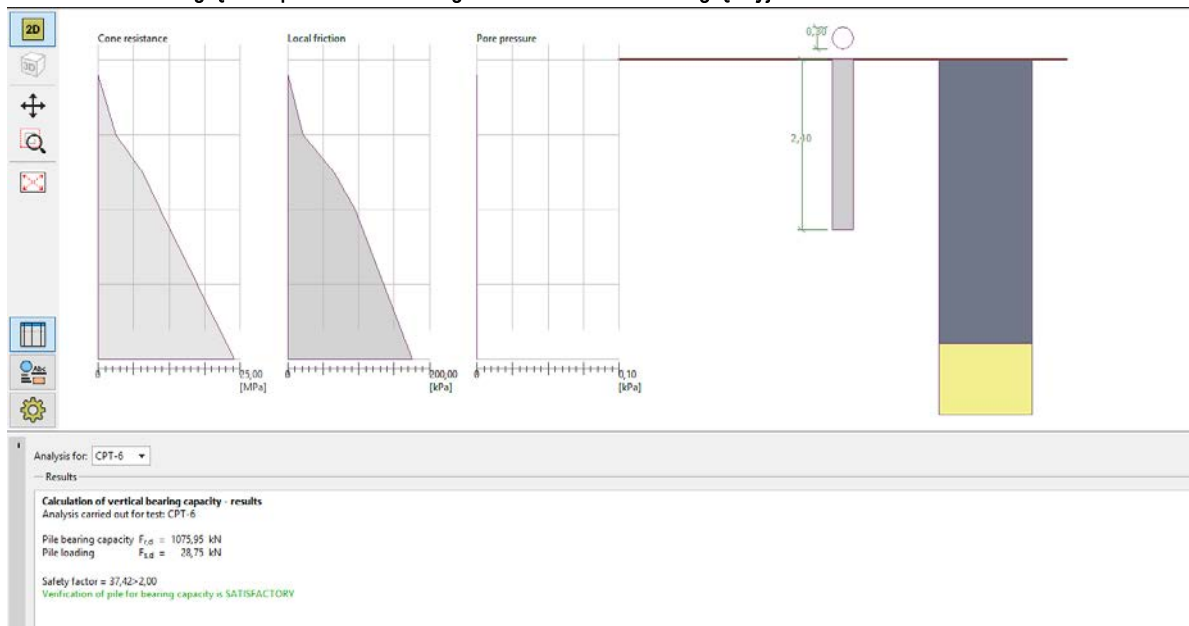 2D
3D
Cone resistance
Local friction
Pore pressure
0,30
2,40
0
25,00
[MPa]
0
200,00
[kPa]
0
0,10
[kPa]
Abc
Analysis for: CPT-6
Results
Calculation of vertical bearing capacity - results
Analysis carried out for test: CPT-6
Pile bearing capacity Fr,d = 1075,95 kN
Pile loading Fs,d = 28,75 kN
Safety factor = 37,42>2,00
Verification of pile for bearing capacity is SATISFACTORY